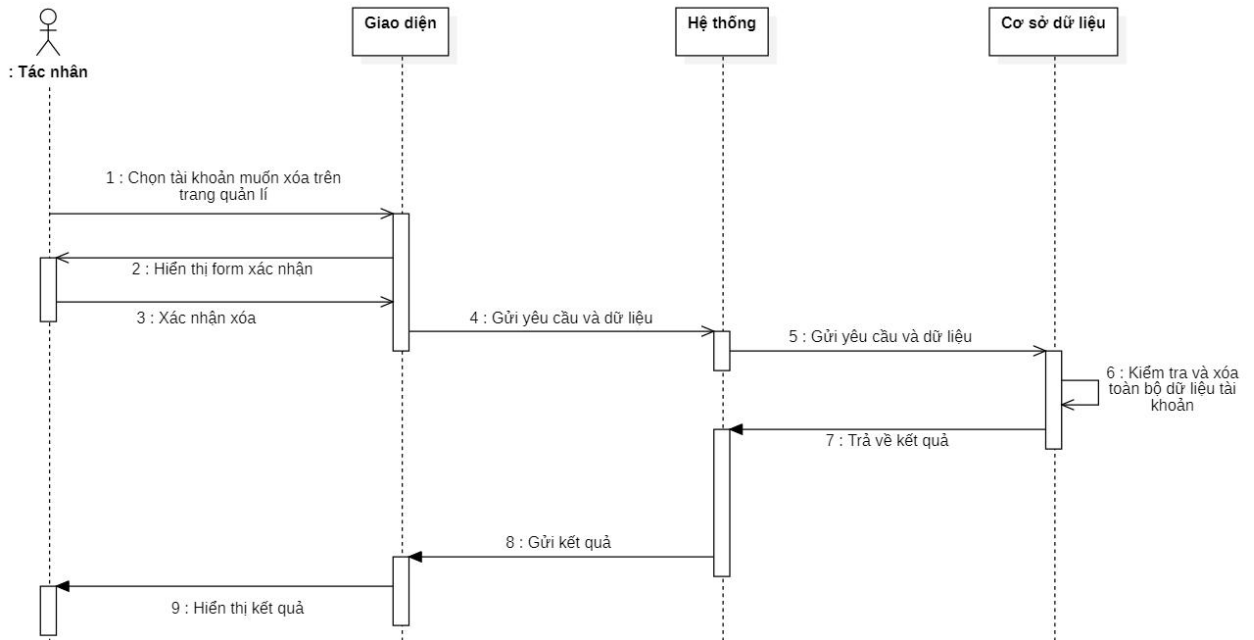 Giao diện
Hệ thống
Cơ sở dữ liệu
: Tác nhân
1 : Chọn tài khoản muốn xóa trên
trang quản lí
2 : Hiển thị form xác nhận
3 : Xác nhận xóa
4 : Gửi yêu cầu và dữ liệu
5 : Gửi yêu cầu và dữ liệu
6 : Kiểm tra và xóa
toàn bộ dữ liệu tài
khoản
7 : Trả về kết quả
8 : Gửi kết quả
9 : Hiển thị kết quả